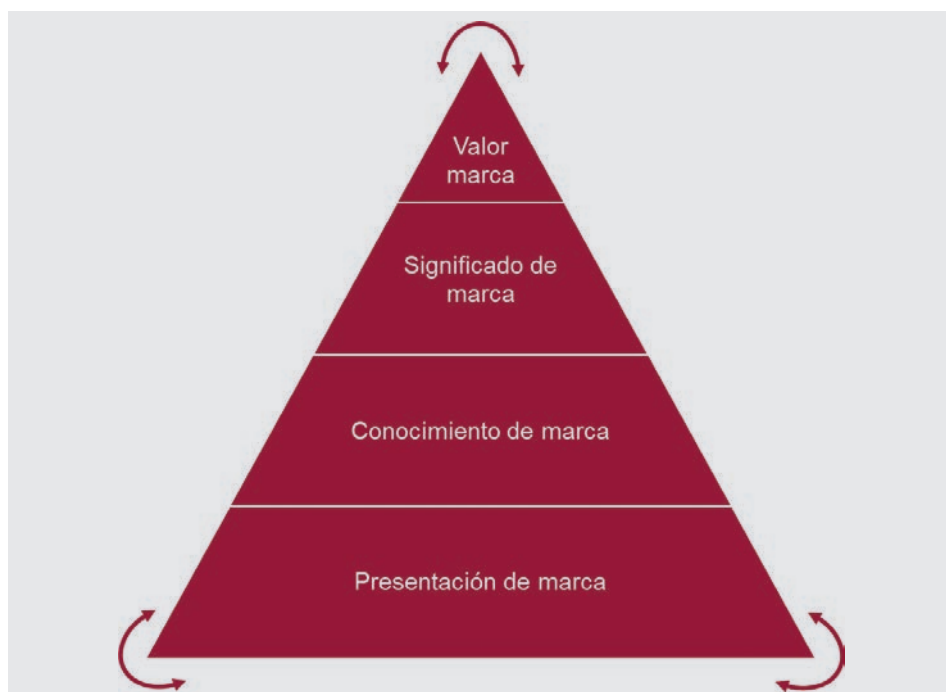 Valor
marca
Significado de
marca
Conocimiento de marca
Presentación de marca